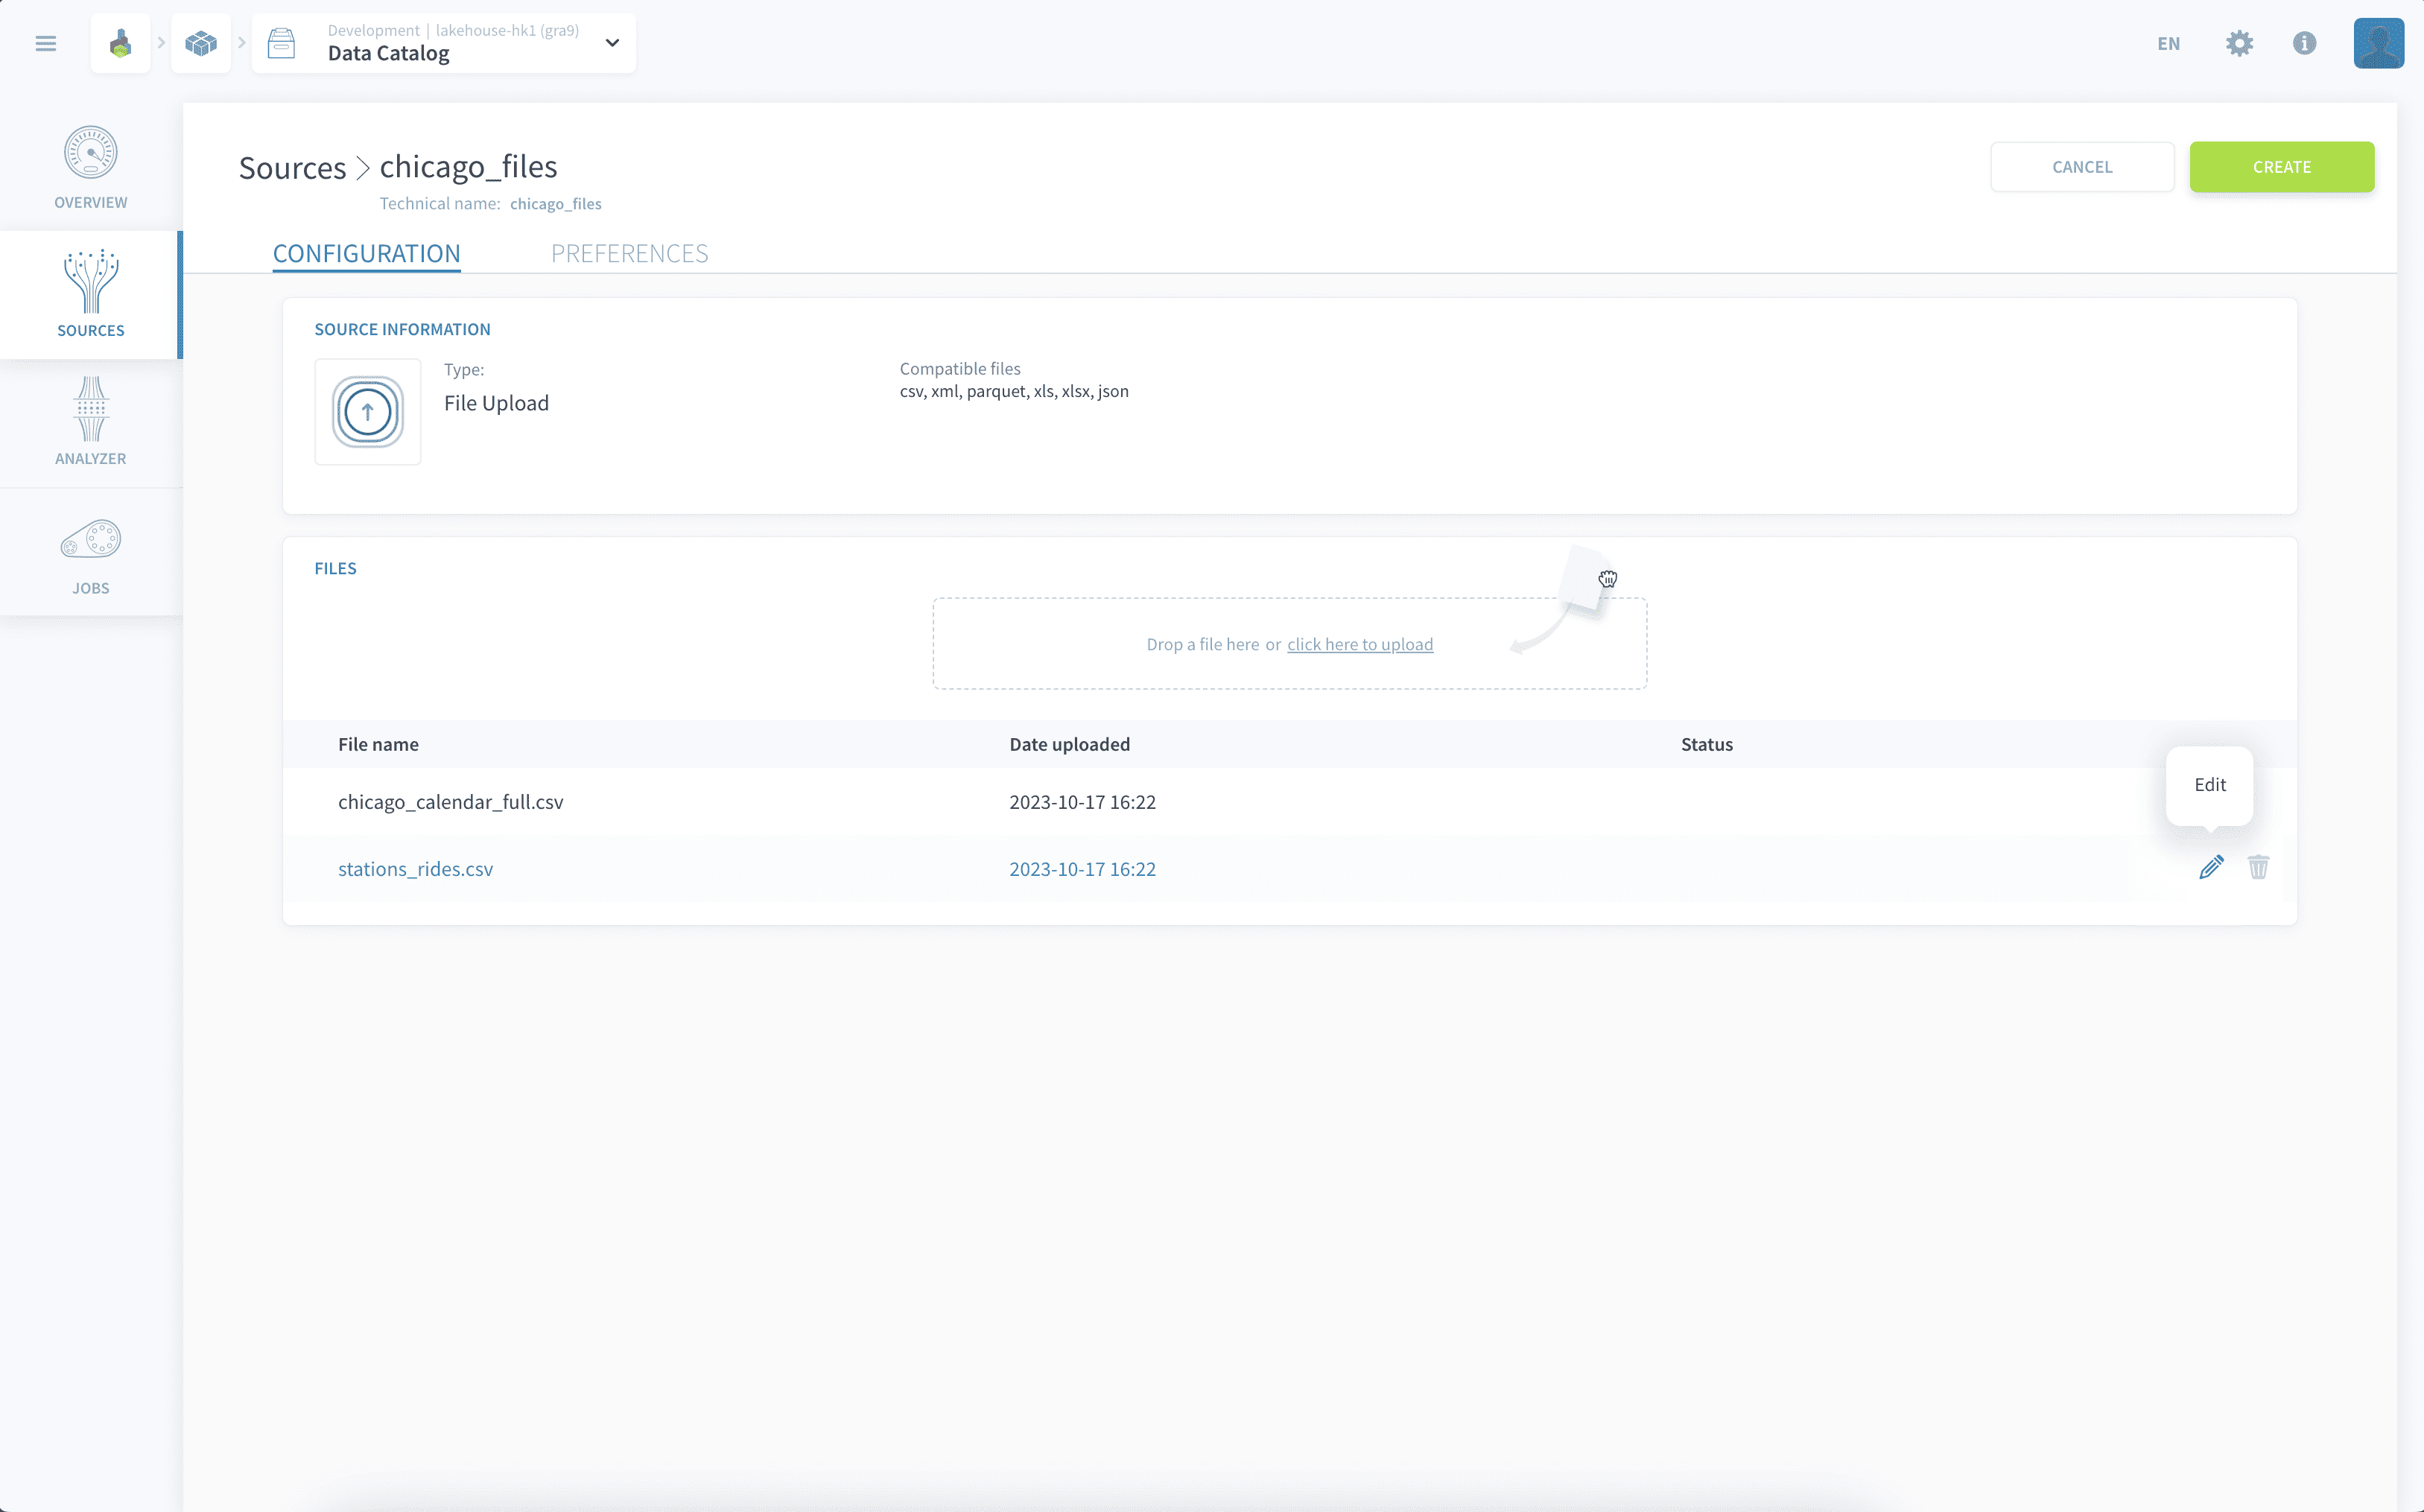 Development | lakehouse-hk1 (gra9)
Data Catalog
EN
OVERVIEW
SOURCES
ANALYZER
JOBS
Sources > chicago_files
Technical name: chicago_files
CANCEL
CREATE
CONFIGURATION
PREFERENCES
SOURCE INFORMATION
Type:
File Upload
Compatible files
csv, xml, parquet, xls, xlsx, json
FILES
Drop a file here or click here to upload
File name Date uploaded Status
Edit
chicago_calendar_full.csv 2023-10-17 16:22
stations_rides.csv 2023-10-17 16:22